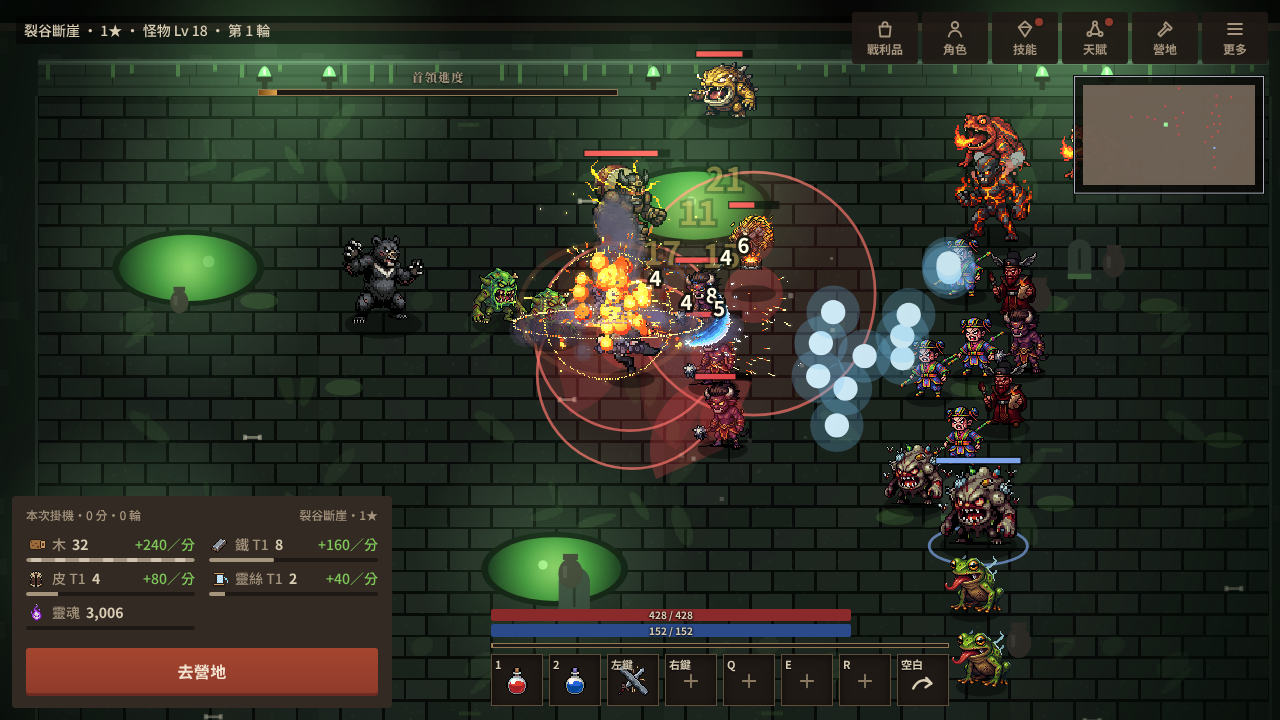 裂谷斷崖・1★・怪物 Lv 18・第 1 輪
戰利品
角色
技能
天賦
營地
更多
首領進度
21
11
17
6
4
4
4
8
5
本次掛機・0 分・0 輪
裂谷斷崖・1★
木 32 +240／分
鐵 T1 8 +160／分
皮 T1 4 +80／分
靈絲 T1 2 +40／分
靈魂 3,006
去營地
428 / 428
152 / 152
1
2
左鍵
右鍵
Q
E
R
空白